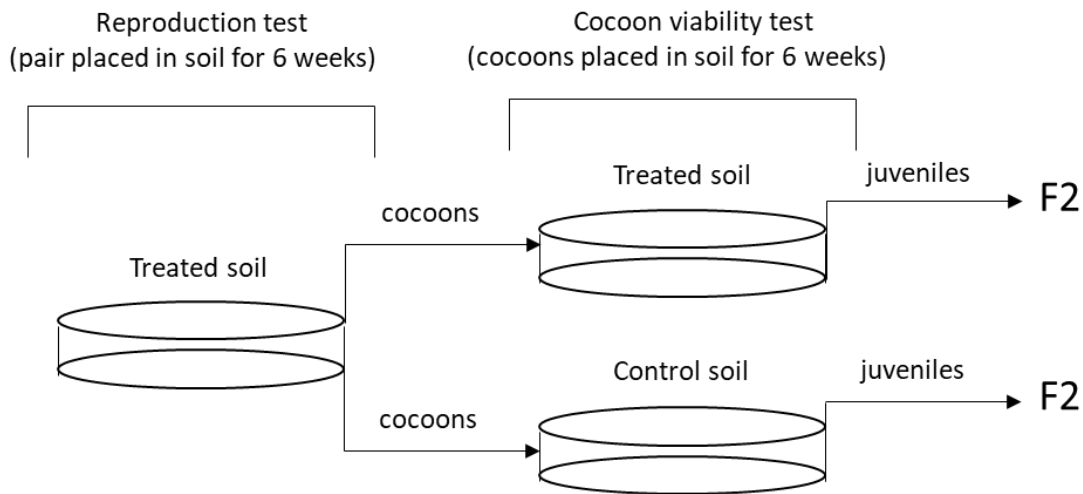 Reproduction test
(pair placed in soil for 6 weeks)
Cocoon viability test
(cocoons placed in soil for 6 weeks)
Treated soil
cocoons
Treated soil
juveniles
F2
cocoons
Control soil
juveniles
F2